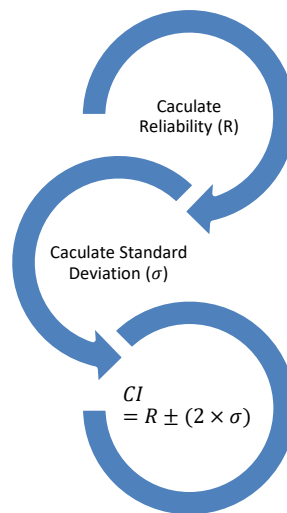 Caculate
Reliability (R)
Caculate Standard
Deviation (𝜎)
𝐶𝐼
= 𝑅 ± (2 × 𝜎)